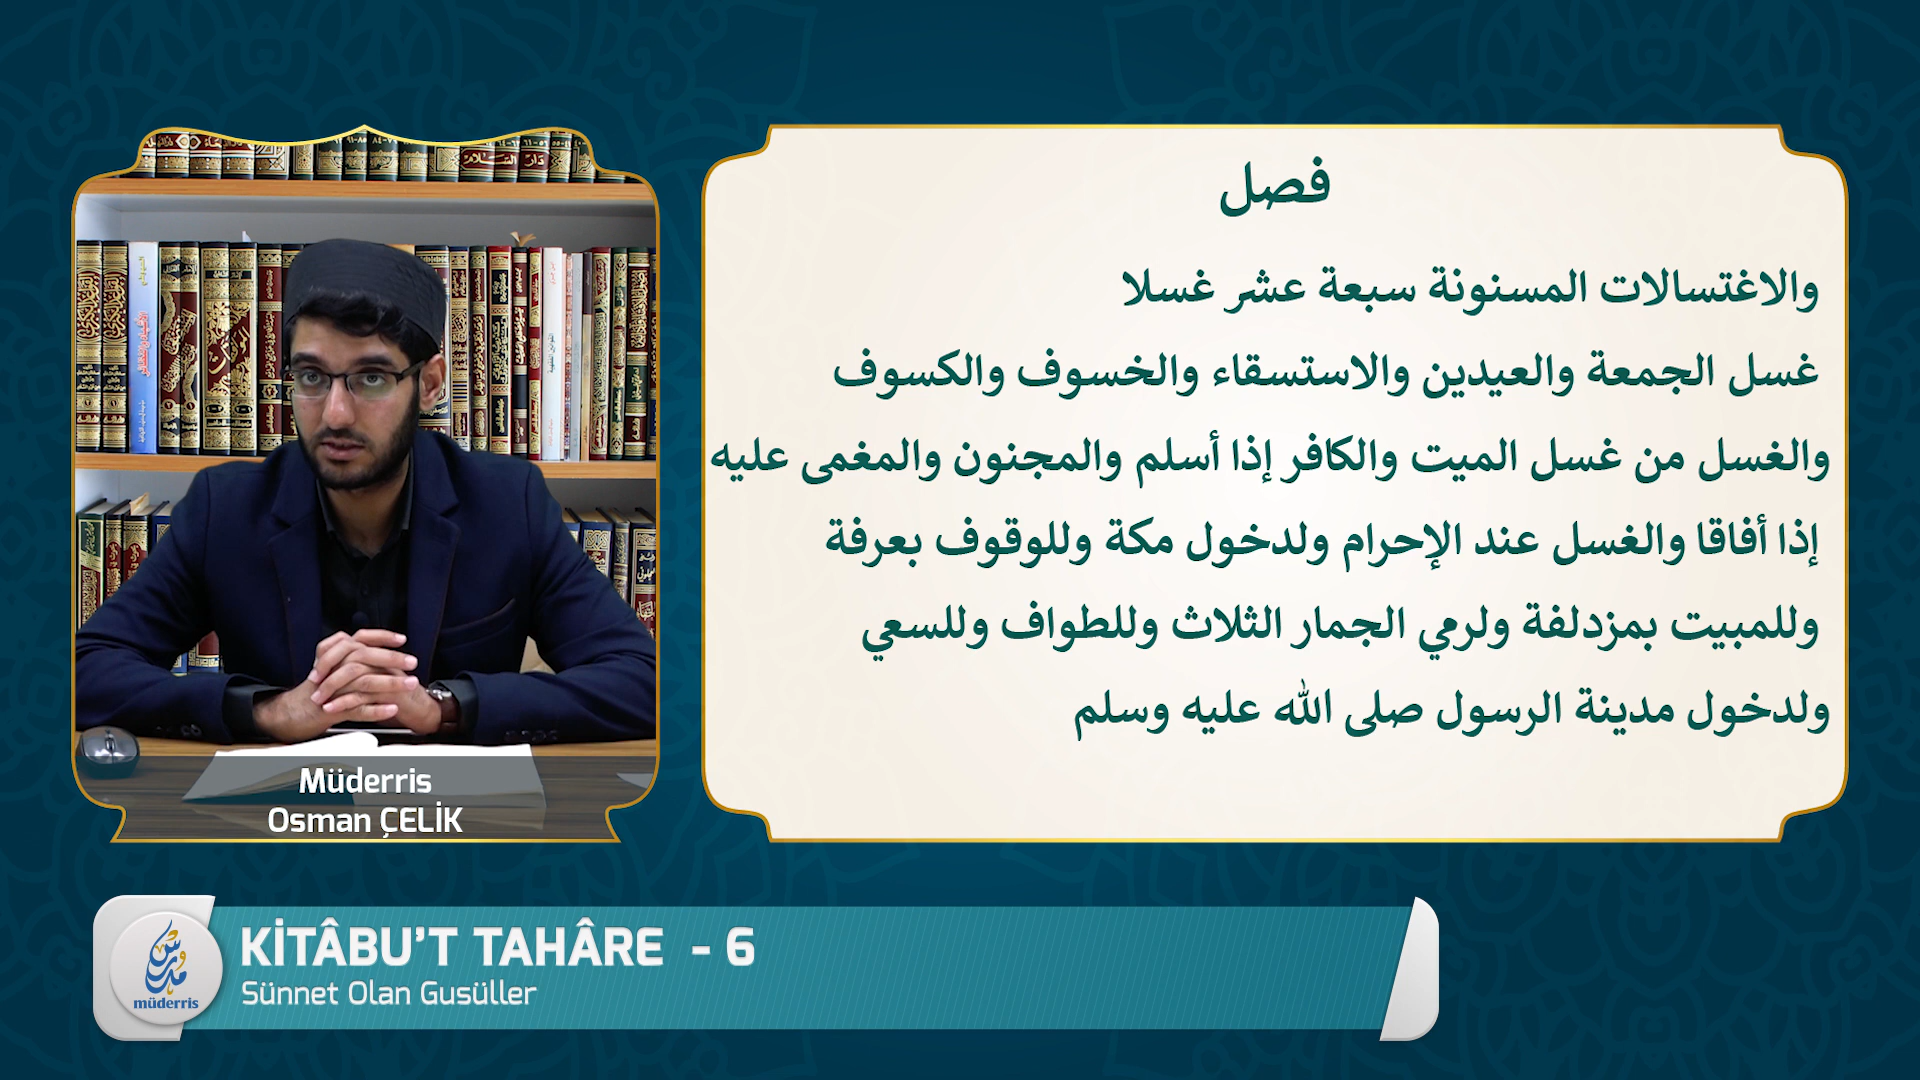 فصل
والاغتسالات المسنونة سبعة عشر غسلا
غسل الجمعة والعيدين والاستسقاء والخسوف والكسوف
والغسل من غسل الميت والكافر إذا أسلم والمجنون والمغمى عليه
إذا أفاقا والغسل عند الإحرام ولدخول مكة وللوقوف بعرفة
وللمبيت بمزدلفة ولرمي الجمار الثلاث وللطواف وللسعي
ولدخول مدينة الرسول صلى الله عليه وسلم
Müderris
Osman ÇELİK
KİTÂBU’T TAHÂRE - 6
Sünnet Olan Gusüller
müderris
دار السلام